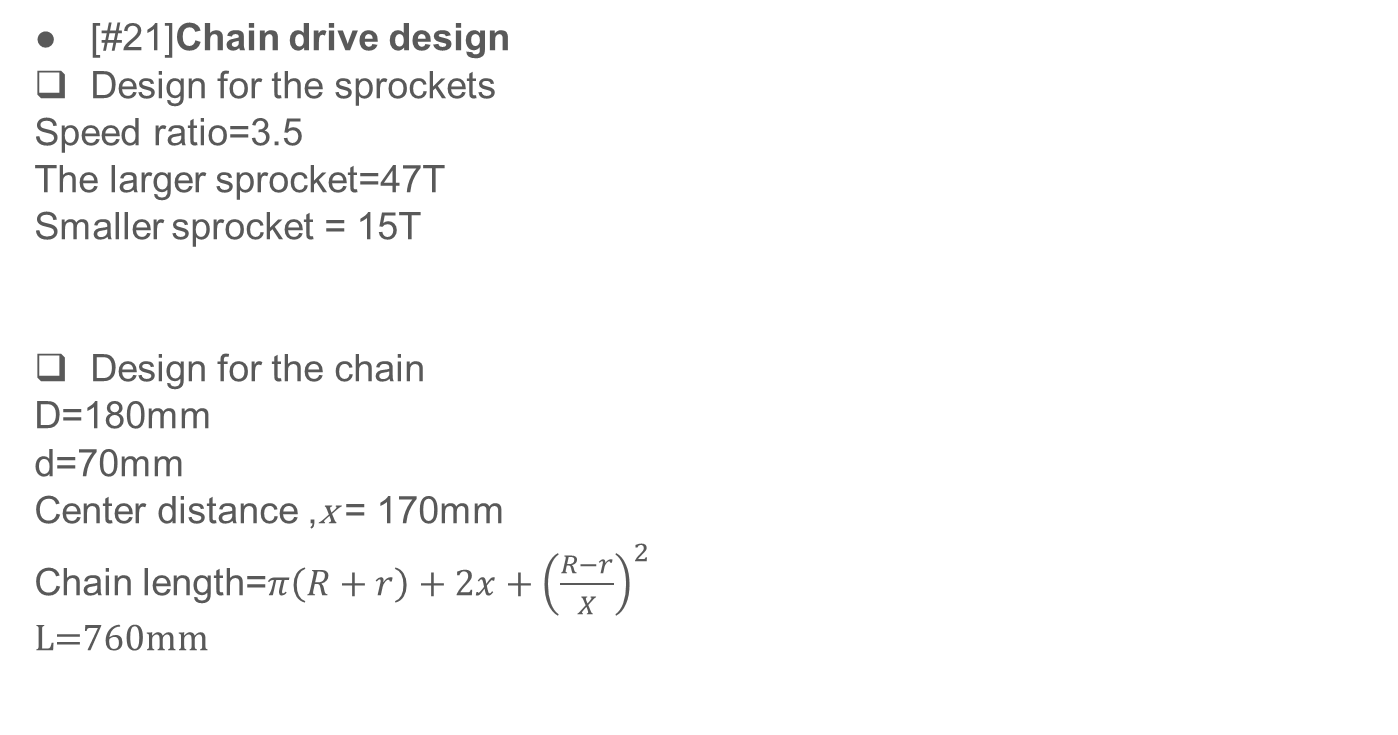 ● [#21]Chain drive design
❑ Design for the sprockets
Speed ratio=3.5
The larger sprocket=47T
Smaller sprocket = 15T
❑ Design for the chain
D=180mm
d=70mm
Center distance ,x= 170mm
Chain length=π(R + r) + 2x + ((R−r)/X)²
L=760mm